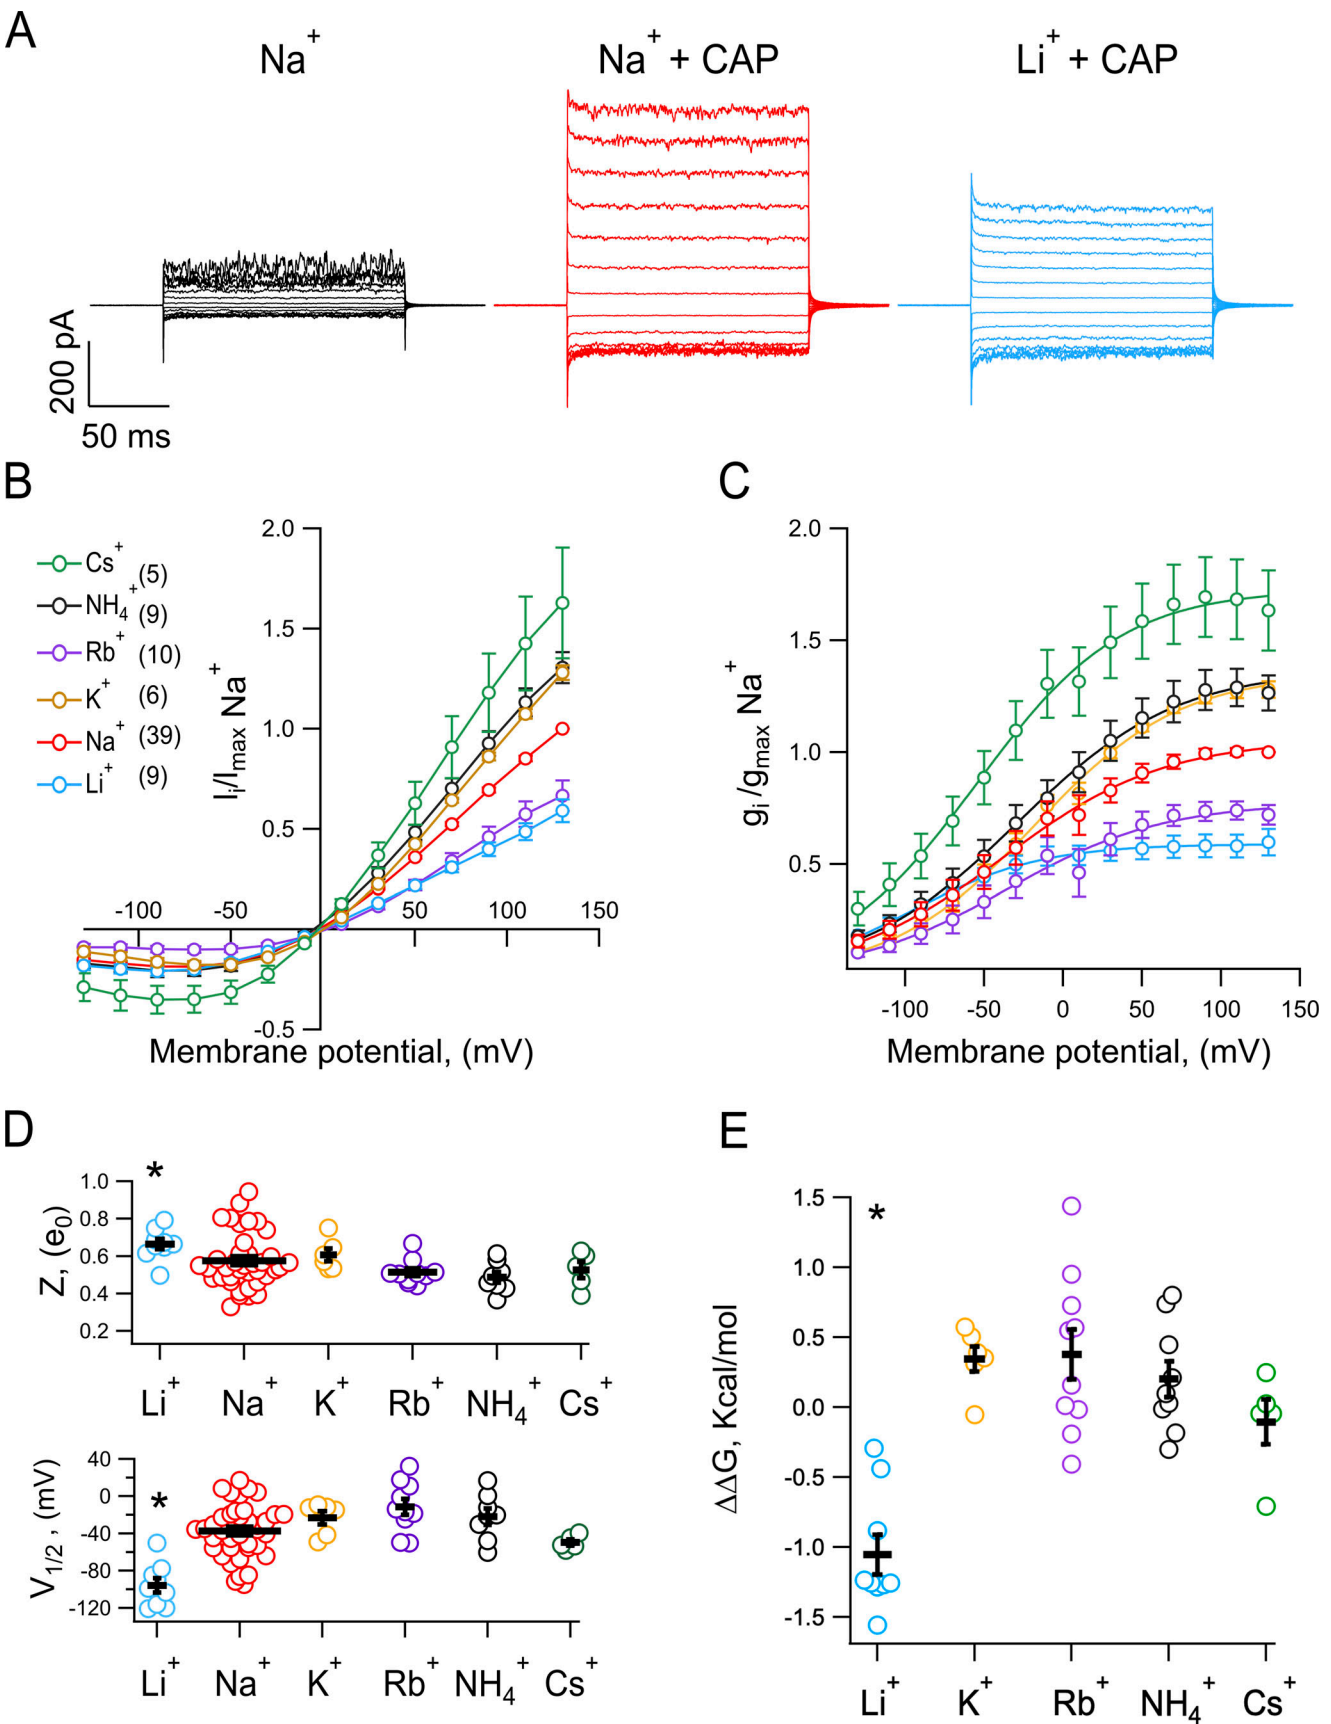 A
Na+
Na+ + CAP
Li+ + CAP
200 pA
50 ms
B
Cs+ (5)
NH4+ (9)
Rb+ (10)
K+ (6)
Na+ (39)
Li+ (9)
Ii/Imax Na+
2.0
1.5
1.0
0.5
-0.5
-100 -50 50 100 150
Membrane potential, (mV)
C
gi/gmax Na+
2.0
1.5
1.0
0.5
-100 -50 0 50 100 150
Membrane potential, (mV)
D
*
Z, (e0)
1.0
0.8
0.6
0.4
0.2
Li+ Na+ K+ Rb+ NH4+ Cs+
*
V1/2, (mV)
40
0
-40
-80
-120
Li+ Na+ K+ Rb+ NH4+ Cs+
E
*
ΔΔG, Kcal/mol
1.5
1.0
0.5
0.0
-0.5
-1.0
-1.5
Li+ K+ Rb+ NH4+ Cs+